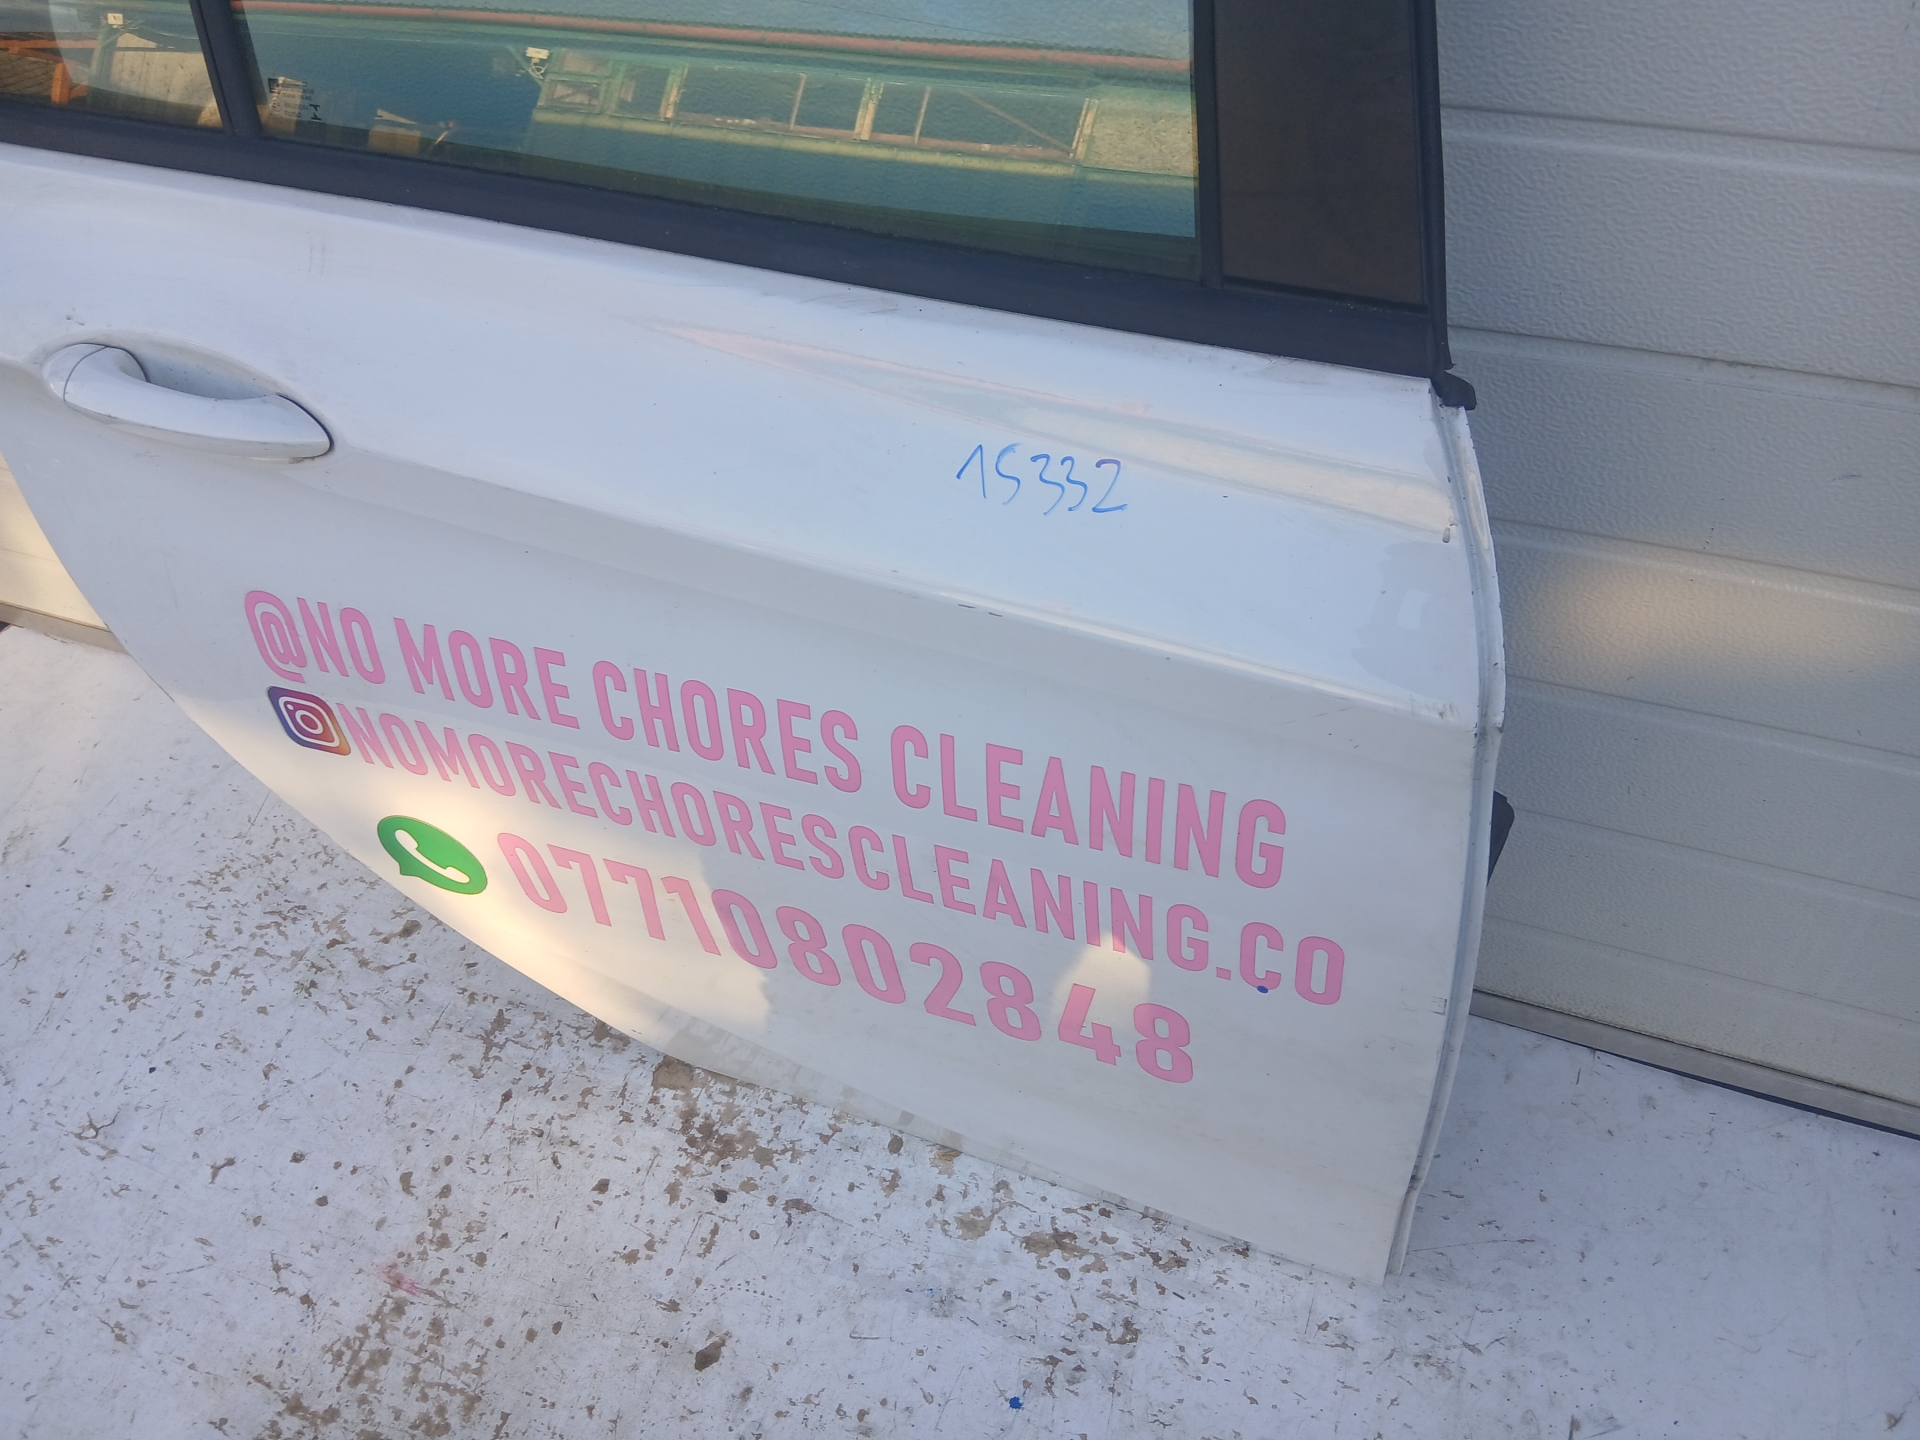 15332
@NO MORE CHORES CLEANING
NOMORECHORESCLEANING.CO
07710802848